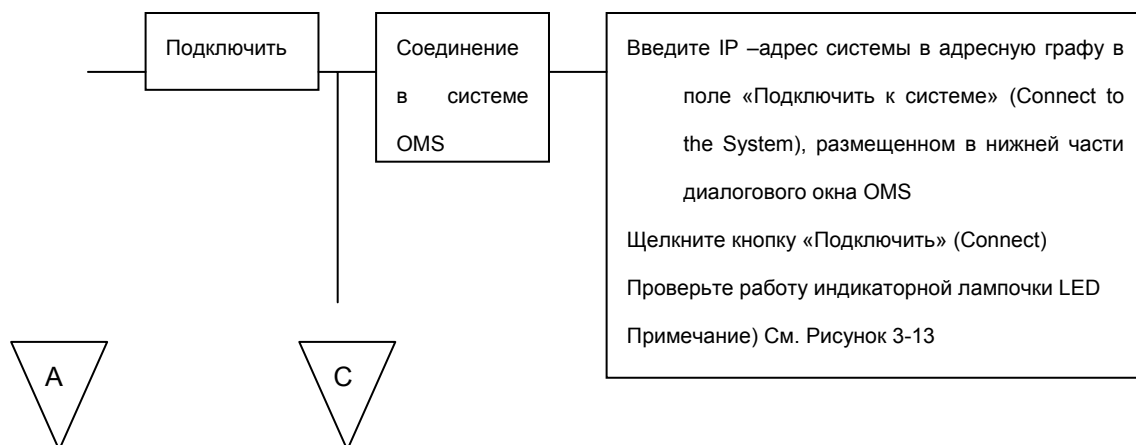 Подключить
Соединение
в системе
OMS
Введите IP –адрес системы в адресную графу в
поле «Подключить к системе» (Connect to
the System), размещенном в нижней части
диалогового окна OMS
Щелкните кнопку «Подключить» (Connect)
Проверьте работу индикаторной лампочки LED
Примечание) См. Рисунок 3-13
A
C